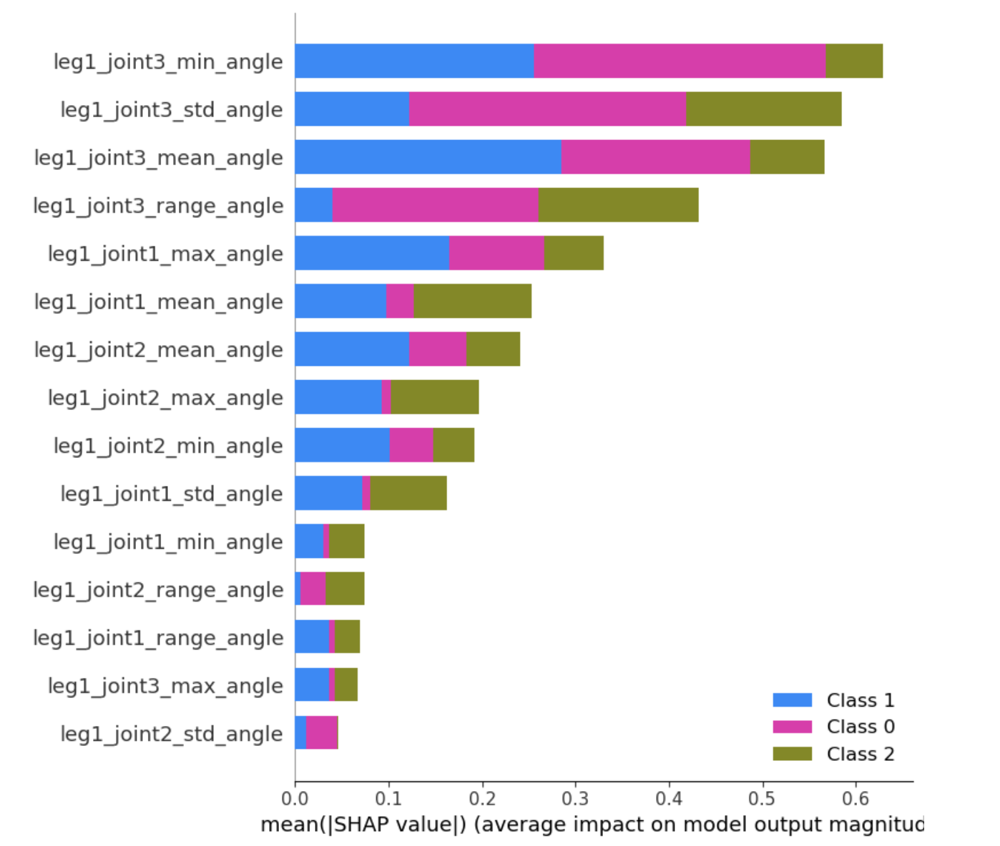 leg1_joint3_min_angle
leg1_joint3_std_angle
leg1_joint3_mean_angle
leg1_joint3_range_angle
leg1_joint1_max_angle
leg1_joint1_mean_angle
leg1_joint2_mean_angle
leg1_joint2_max_angle
leg1_joint2_min_angle
leg1_joint1_std_angle
leg1_joint1_min_angle
leg1_joint2_range_angle
leg1_joint1_range_angle
leg1_joint3_max_angle
leg1_joint2_std_angle
Class 1
Class 0
Class 2
0.0 0.1 0.2 0.3 0.4 0.5 0.6
mean(|SHAP value|) (average impact on model output magnitud